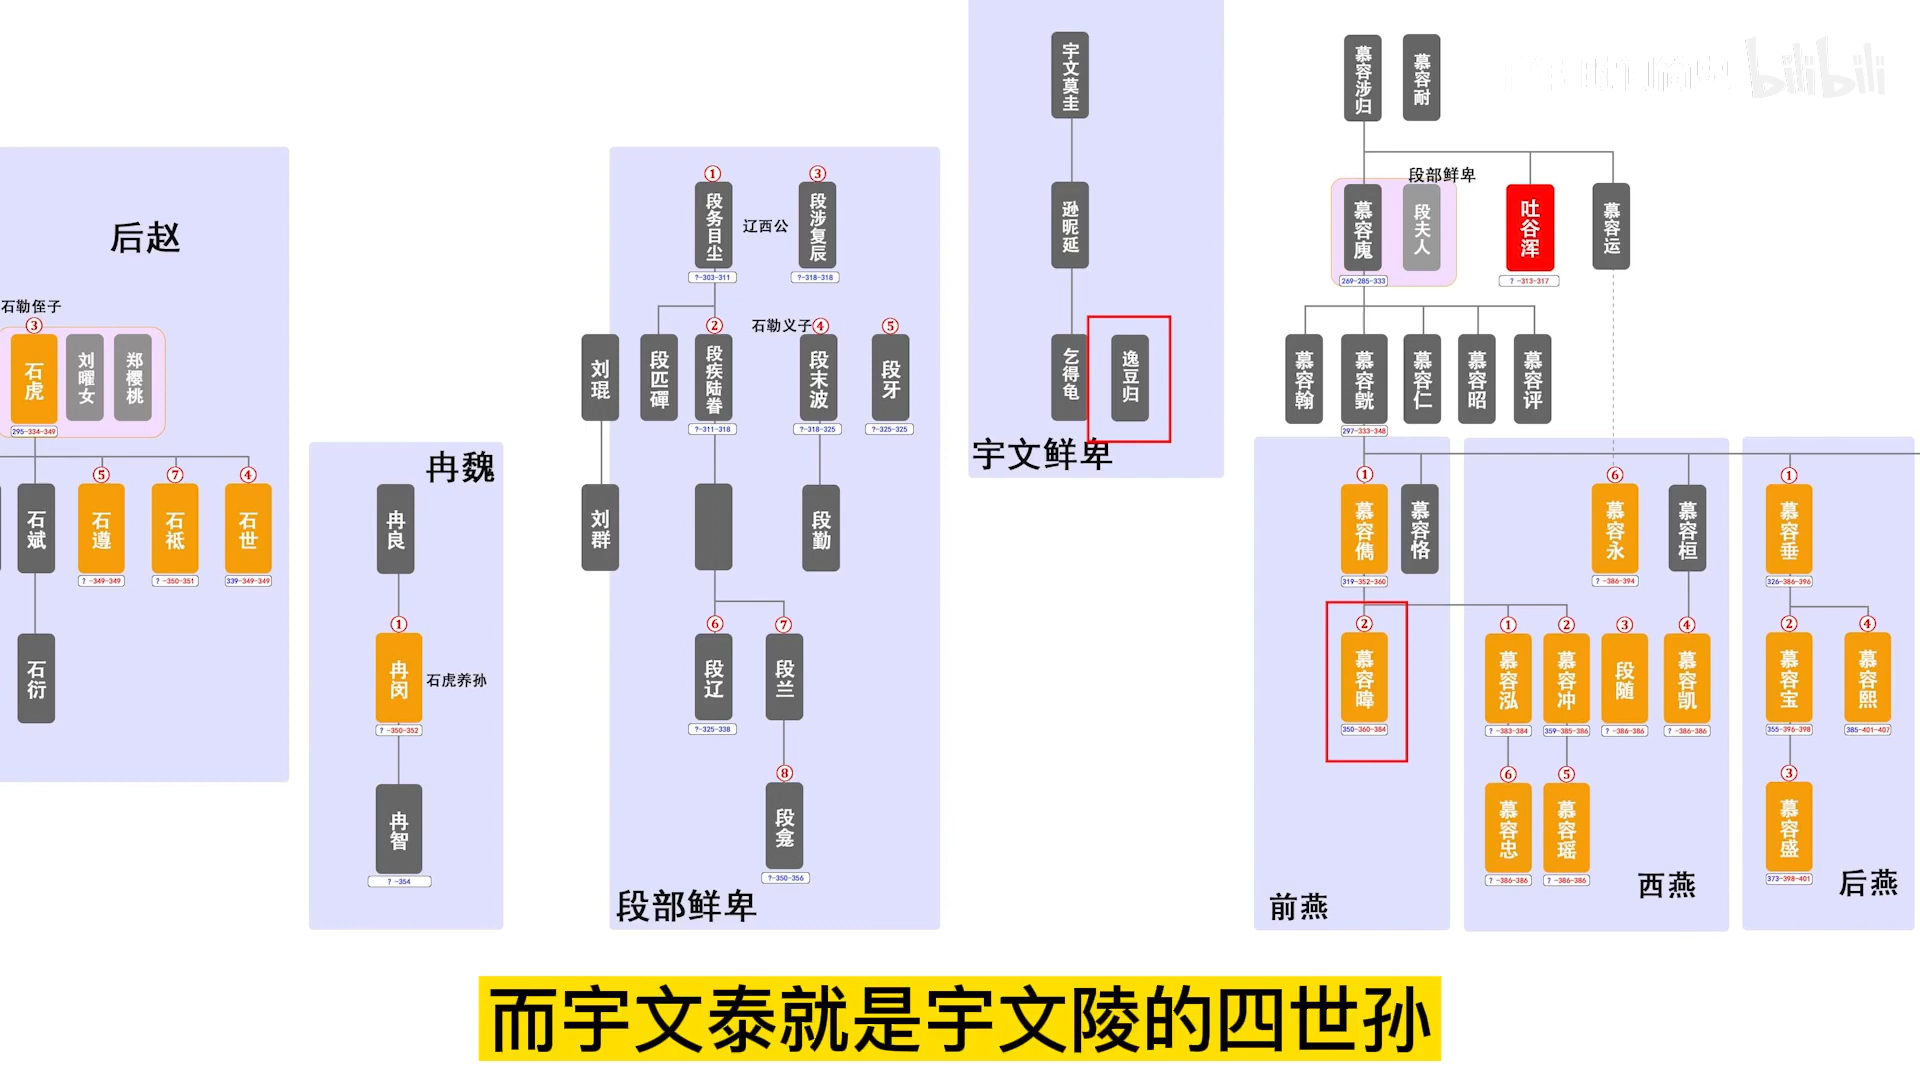 后赵
石勒侄子
③
石虎
295-334-349
刘曜女
郑樱桃
石斌
⑤
石遵
?-349-349
⑦
石祗
?-350-351
④
石世
339-349-349
石衍
冉魏
冉良
①
冉闵
石虎养孙
?-350-352
冉智
?-354
①
段务目尘
辽西公
?-303-311
③
段涉复辰
?-318-318
刘琨
段匹磾
②
段疾陆眷
?-311-318
石勒义子④
段末波
?-318-325
⑤
段牙
?-325-325
刘群
段勤
⑥
段辽
?-325-338
⑦
段兰
⑧
段龛
?-350-356
段部鲜卑
宇文莫圭
逊昵延
乞得龟
逸豆归
宇文鲜卑
慕容涉归
慕容耐
bilibili
段部鲜卑
慕容廆
段夫人
269-285-333
吐谷浑
?-313-317
慕容运
慕容翰
慕容皝
297-333-348
慕容仁
慕容昭
慕容评
①
慕容儁
319-352-360
慕容恪
②
慕容暐
350-360-384
前燕
⑥
慕容永
?-386-394
慕容桓
①
慕容泓
?-383-384
②
慕容冲
359-385-386
③
段随
?-386-386
④
慕容凯
?-386-386
⑥
慕容忠
?-386-386
⑤
慕容瑶
?-386-386
西燕
①
慕容垂
326-386-396
②
慕容宝
355-396-398
④
慕容熙
385-401-407
③
慕容盛
373-398-401
后燕
而宇文泰就是宇文陵的四世孙